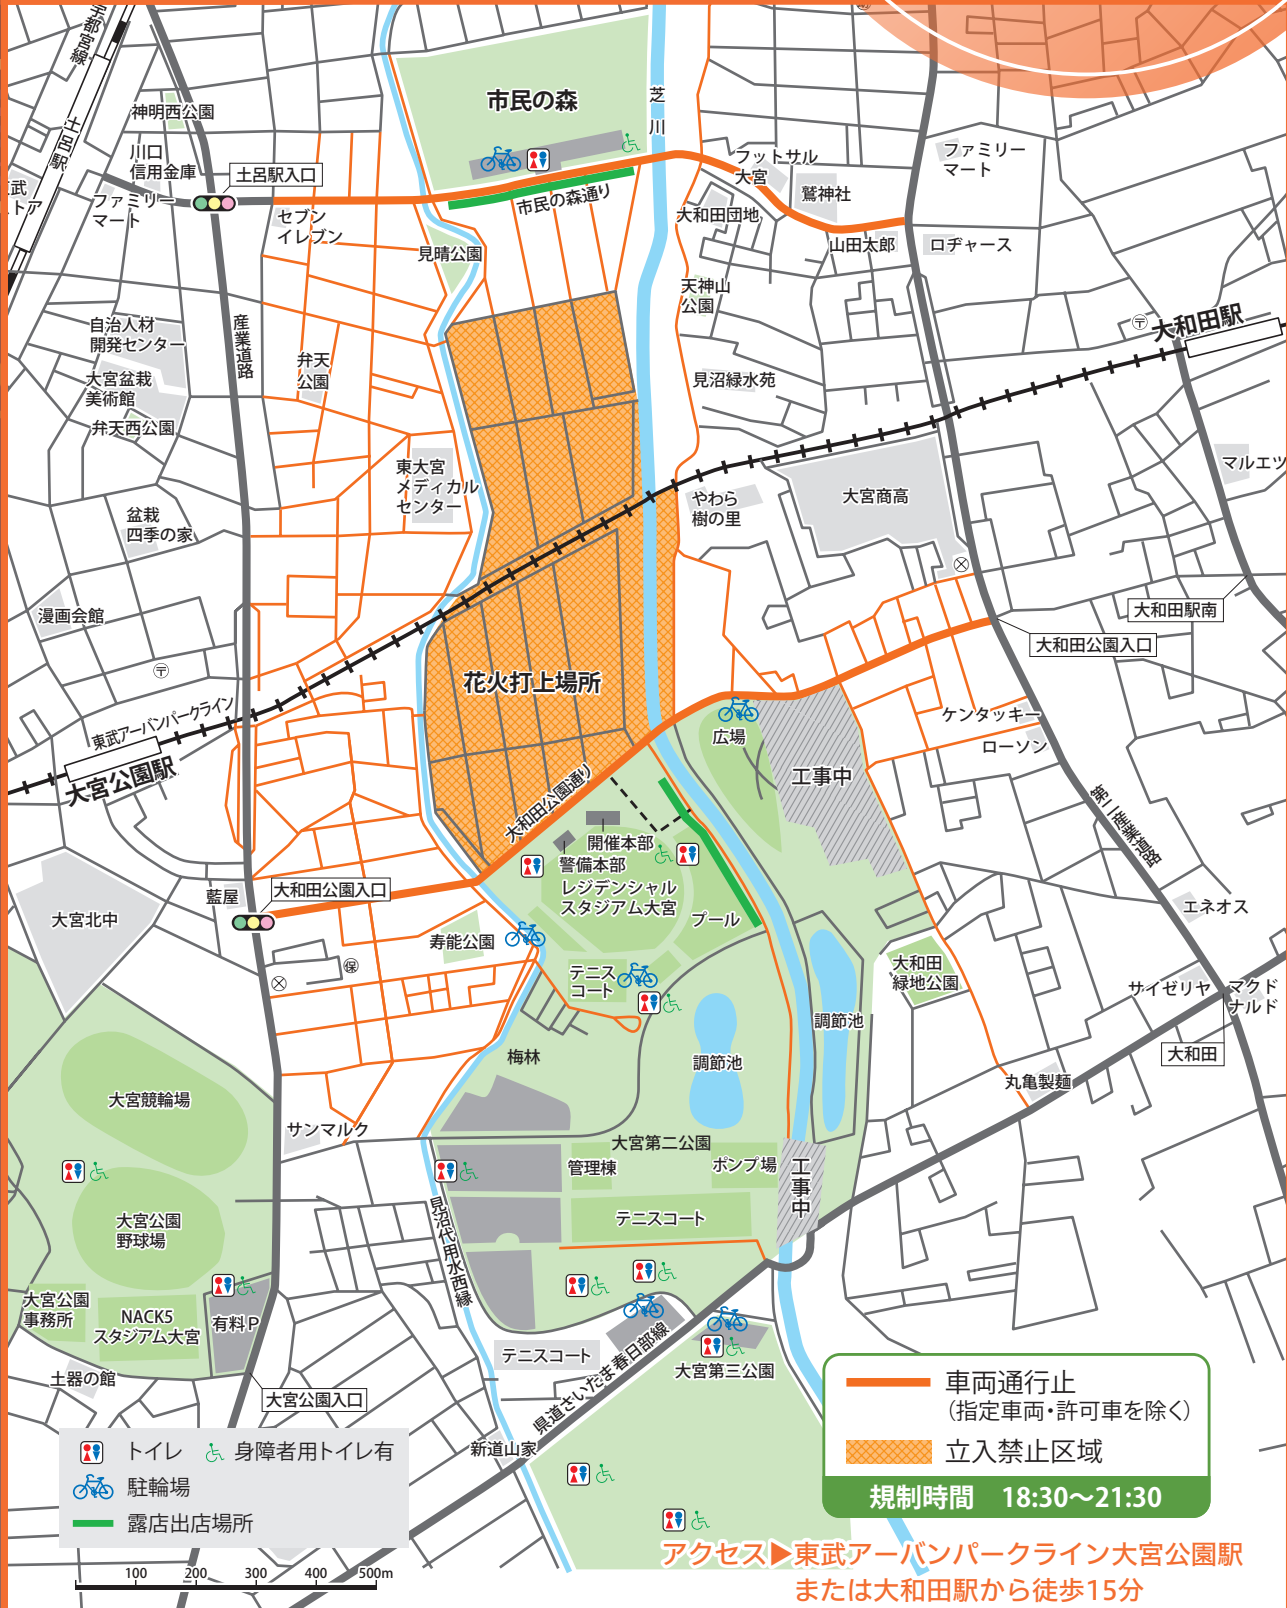 宇都宮線
土呂駅
神明西公園
川口
信用金庫
ファミリー
マート
土呂駅入口
セブン
イレブン
市民の森
芝川
市民の森通り
見晴公園
フットサル
大宮
鷲神社
大和田団地
山田太郎
ファミリー
マート
ロヂャース
天神山
公園
〒
大和田駅
自治人材
開発センター
大宮盆栽
美術館
弁天西公園
産業道路
弁天
公園
見沼緑水苑
東大宮
メディカル
センター
盆栽
四季の家
やわら
樹の里
大宮商高
マルエツ
漫画会館
〒
大和田駅南
大和田公園入口
花火打上場所
東武アーバンパークライン
大宮公園駅
広場
工事中
ケンタッキー
ローソン
第二産業道路
大和田公園通り
開催本部
警備本部
レジデンシャル
スタジアム大宮
プール
藍屋
大和田公園入口
大宮北中
寿能公園
保
テニス
コート
エネオス
大和田
緑地公園
サイゼリヤ
マクド
ナルド
大和田
調節池
調節池
梅林
丸亀製麺
大宮競輪場
サンマルク
大宮第二公園
管理棟
ポンプ場
工事中
テニスコート
大宮公園
野球場
見沼代用水西縁
大宮公園
事務所
NACK5
スタジアム大宮
有料P
土器の館
大宮公園入口
テニスコート
県道さいたま春日部線
大宮第三公園
新道山家
トイレ 身障者用トイレ有
駐輪場
露店出店場所
100 200 300 400 500m
車両通行止
(指定車両・許可車を除く)
立入禁止区域
規制時間 18:30〜21:30
アクセス▶東武アーバンパークライン大宮公園駅
または大和田駅から徒歩15分